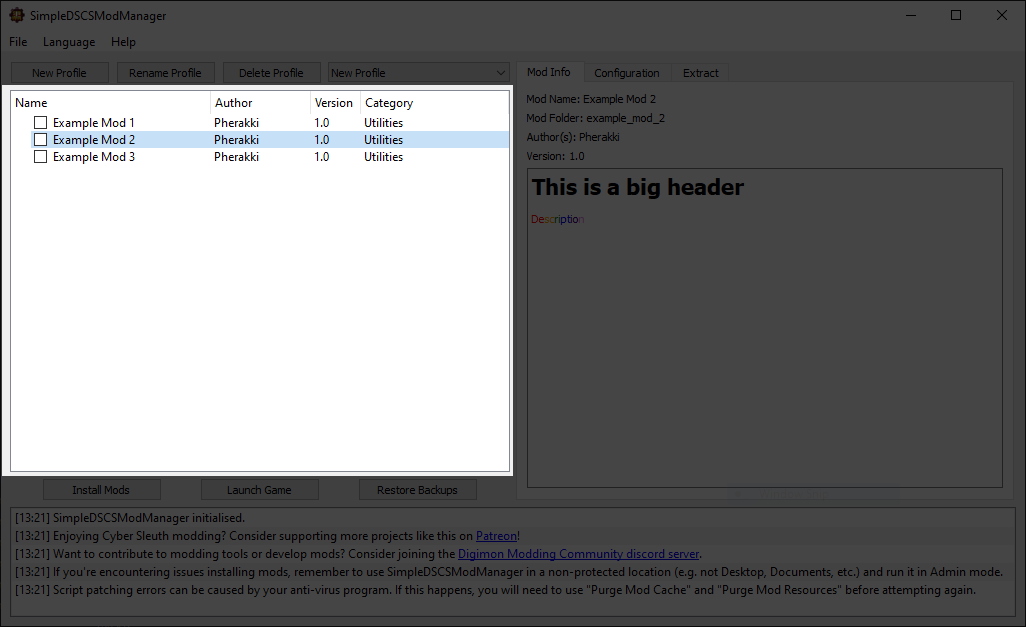 SimpleDSCSModManager
File Language Help
New Profile Rename Profile Delete Profile New Profile Mod Info Configuration Extract
Name Author Version Category
Example Mod 1 Pherakki 1.0 Utilities
Example Mod 2 Pherakki 1.0 Utilities
Example Mod 3 Pherakki 1.0 Utilities
Mod Name: Example Mod 2
Mod Folder: example_mod_2
Author(s): Pherakki
Version: 1.0
This is a big header
Description
Install Mods Launch Game Restore Backups
[13:21] SimpleDSCSModManager initialised.
[13:21] Enjoying Cyber Sleuth modding? Consider supporting more projects like this on Patreon!
[13:21] Want to contribute to modding tools or develop mods? Consider joining the Digimon Modding Community discord server.
[13:21] If you're encountering issues installing mods, remember to use SimpleDSCSModManager in a non-protected location (e.g. not Desktop, Documents, etc.) and run it in Admin mode.
[13:21] Script patching errors can be caused by your anti-virus program. If this happens, you will need to use "Purge Mod Cache" and "Purge Mod Resources" before attempting again.